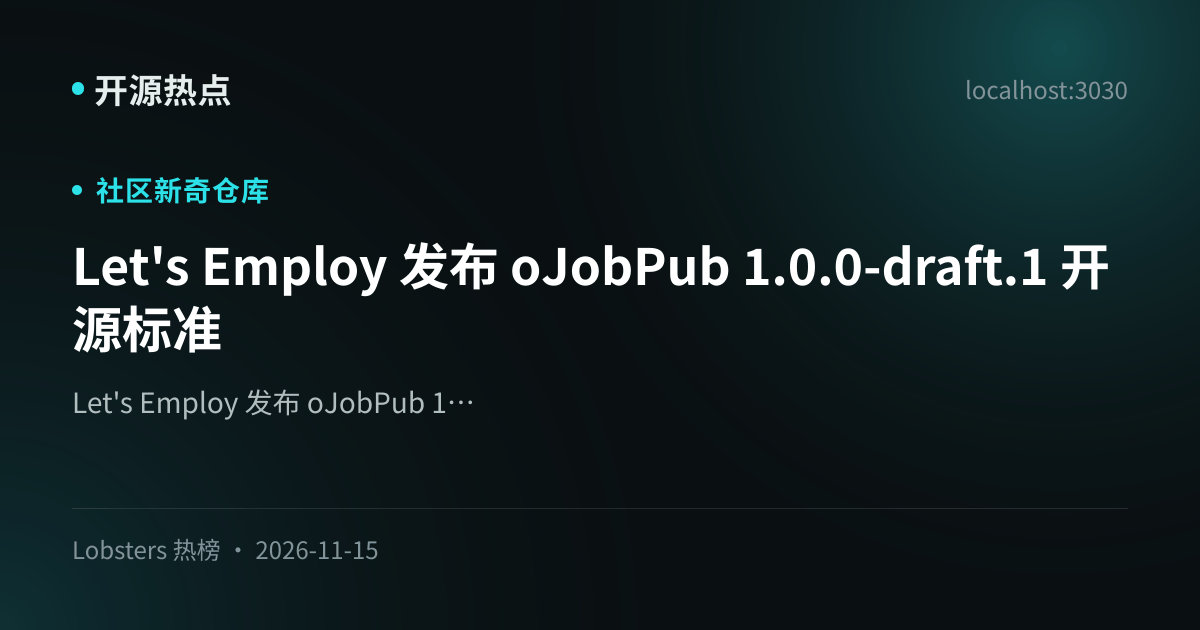 开源热点
localhost:3030
社区新奇仓库
Let's Employ 发布 oJobPub 1.0.0-draft.1 开
源标准
Let's Employ 发布 oJobPub 1…
Lobsters 热榜 · 2026-11-15